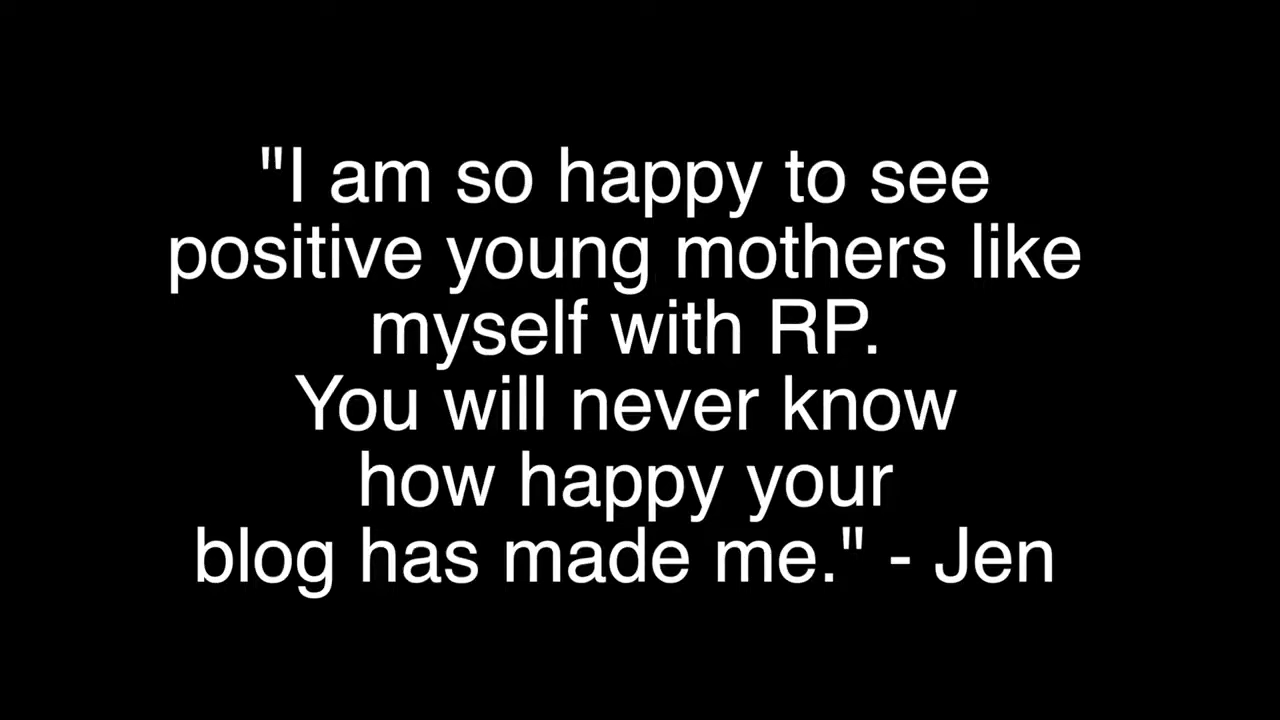 "I am so happy to see
positive young mothers like
myself with RP.
You will never know
how happy your
blog has made me." - Jen